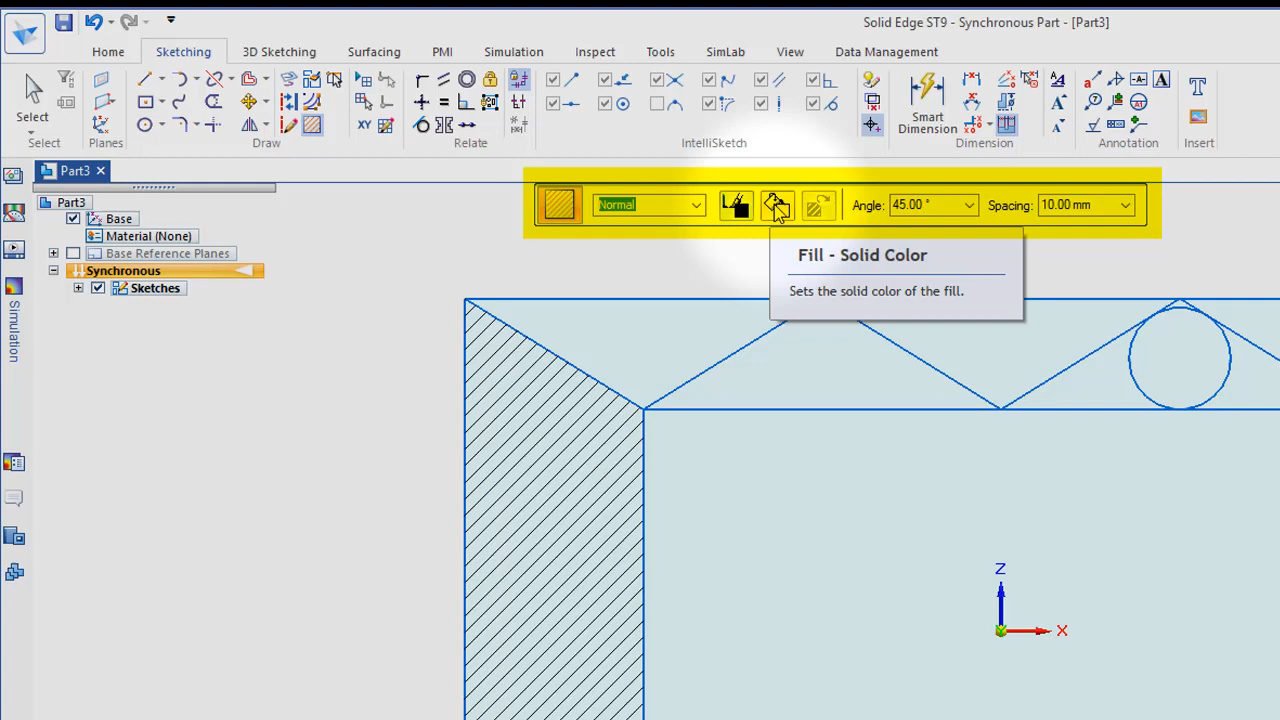 Solid Edge ST9 - Synchronous Part - [Part3]
Home Sketching 3D Sketching Surfacing PMI Simulation Inspect Tools SimLab View Data Management
Select
Smart
Dimension
XY
A
T
Select Planes Draw Relate IntelliSketch Dimension Annotation Insert
Part3
Normal Angle: 45.00 ° Spacing: 10.00 mm
Part3
Base
Material (None)
Base Reference Planes
Synchronous
Sketches
Simulation
Fill - Solid Color
Sets the solid color of the fill.
Z
X